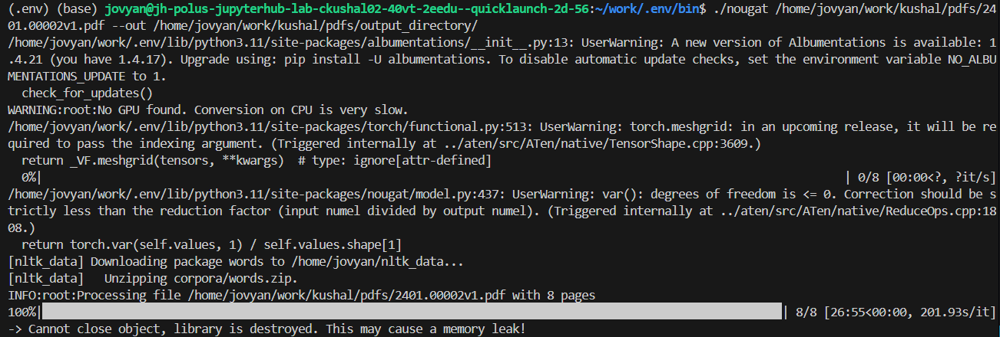 (.env) (base) jovyan@jh-polus-jupyterhub-lab-ckushal02-40vt-2eedu--quicklaunch-2d-56:~/work/.env/bin$ ./nougat /home/jovyan/work/kushal/pdfs/24
01.00002v1.pdf --out /home/jovyan/work/kushal/pdfs/output_directory/
/home/jovyan/work/.env/lib/python3.11/site-packages/albumentations/__init__.py:13: UserWarning: A new version of Albumentations is available: 1
.4.21 (you have 1.4.17). Upgrade using: pip install -U albumentations. To disable automatic update checks, set the environment variable NO_ALBU
MENTATIONS_UPDATE to 1.
  check_for_updates()
WARNING:root:No GPU found. Conversion on CPU is very slow.
/home/jovyan/work/.env/lib/python3.11/site-packages/torch/functional.py:513: UserWarning: torch.meshgrid: in an upcoming release, it will be re
quired to pass the indexing argument. (Triggered internally at ../aten/src/ATen/native/TensorShape.cpp:3609.)
  return _VF.meshgrid(tensors, **kwargs)  # type: ignore[attr-defined]
  0%| | 0/8 [00:00<?, ?it/s]
/home/jovyan/work/.env/lib/python3.11/site-packages/nougat/model.py:437: UserWarning: var(): degrees of freedom is <= 0. Correction should be s
trictly less than the reduction factor (input numel divided by output numel). (Triggered internally at ../aten/src/ATen/native/ReduceOps.cpp:18
08.)
  return torch.var(self.values, 1) / self.values.shape[1]
[nltk_data] Downloading package words to /home/jovyan/nltk_data...
[nltk_data]   Unzipping corpora/words.zip.
INFO:root:Processing file /home/jovyan/work/kushal/pdfs/2401.00002v1.pdf with 8 pages
100%| | 8/8 [26:55<00:00, 201.93s/it]
-> Cannot close object, library is destroyed. This may cause a memory leak!